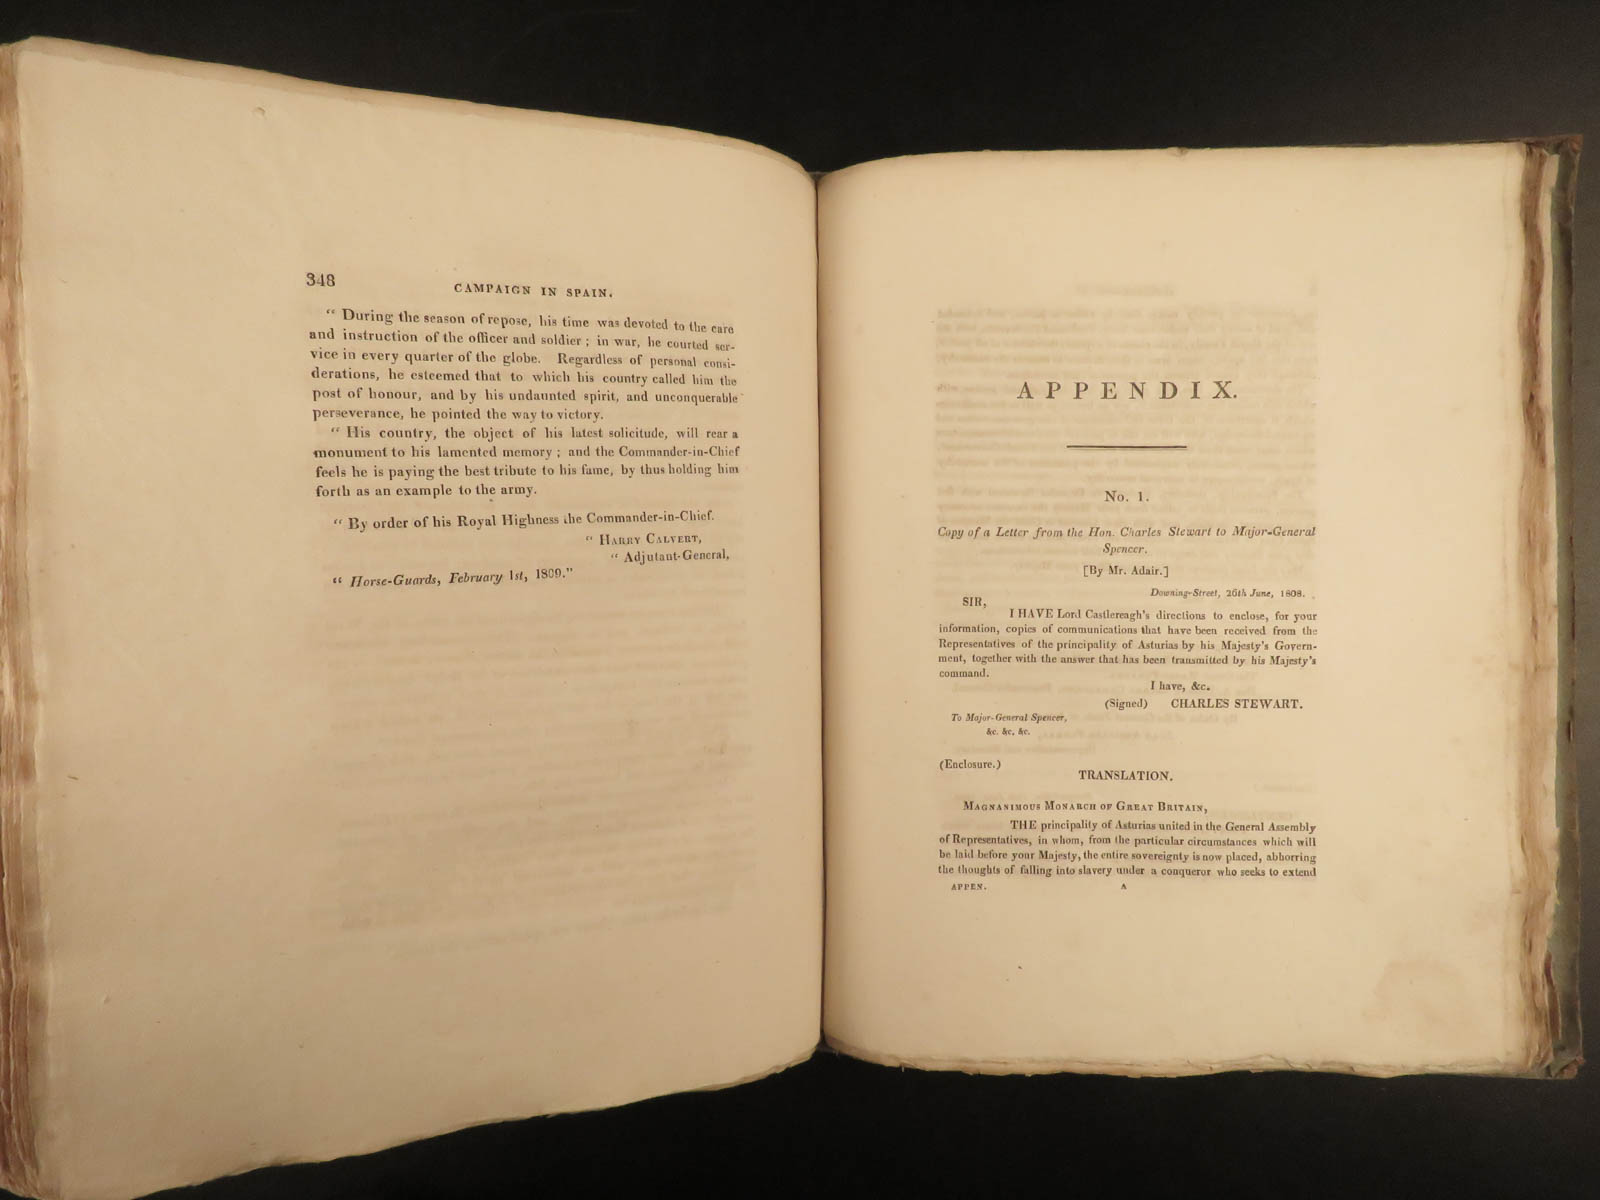 348
CAMPAIGN IN SPAIN.
“ During the season of repose, his time was devoted to the care
and instruction of the officer and soldier ; in war, he courted ser-
vice in every quarter of the globe. Regardless of personal consi-
derations, he esteemed that to which his country called him the
post of honour, and by his undaunted spirit, and unconquerable
perseverance, he pointed the way to victory.
“ His country, the object of his latest solicitude, will rear a
monument to his lamented memory ; and the Commander-in-Chief
feels he is paying the best tribute to his fame, by thus holding him
forth as an example to the army.
“ By order of his Royal Highness the Commander-in-Chief.
“ HARRY CALVERT,
“ Adjutant-General,
“ Horse-Guards, February 1st, 1809.”
APPENDIX.
No. 1.
Copy of a Letter from the Hon. Charles Stewart to Major-General
Spencer.
[By Mr. Adair.]
Downing-Street, 26th June, 1808.
SIR,
I HAVE Lord Castlereagh's directions to enclose, for your
information, copies of communications that have been received from the
Representatives of the principality of Asturias by his Majesty's Govern-
ment, together with the answer that has been transmitted by his Majesty's
command.
I have, &c.
(Signed) CHARLES STEWART.
To Major-General Spencer,
&c. &c. &c.
(Enclosure.)
TRANSLATION.
MAGNANIMOUS MONARCH OF GREAT BRITAIN,
THE principality of Asturias united in the General Assembly
of Representatives, in whom, from the particular circumstances which will
be laid before your Majesty, the entire sovereignty is now placed, abhorring
the thoughts of falling into slavery under a conqueror who seeks to extend
APPEN. A